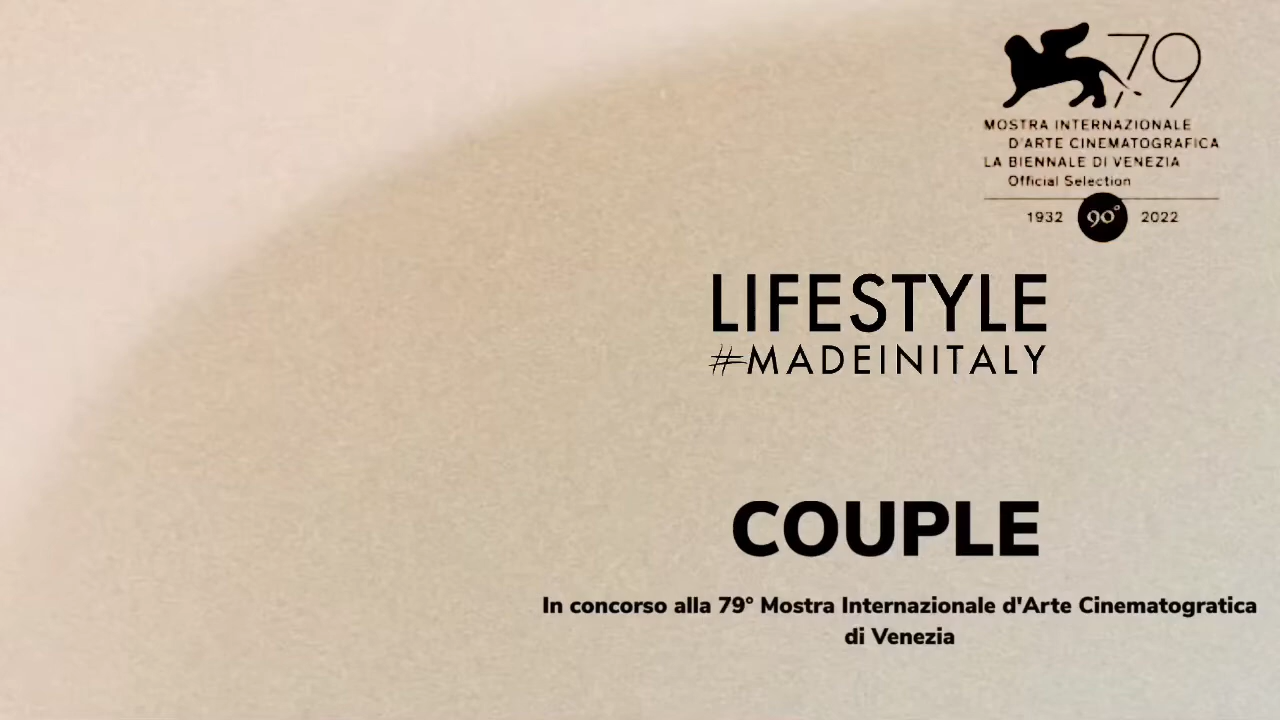 79
MOSTRA INTERNAZIONALE
D'ARTE CINEMATOGRAFICA
LA BIENNALE DI VENEZIA
Official Selection
1932 90° 2022
LIFESTYLE
#MADEINITALY
COUPLE
In concorso alla 79° Mostra Internazionale d'Arte Cinematogratica
di Venezia